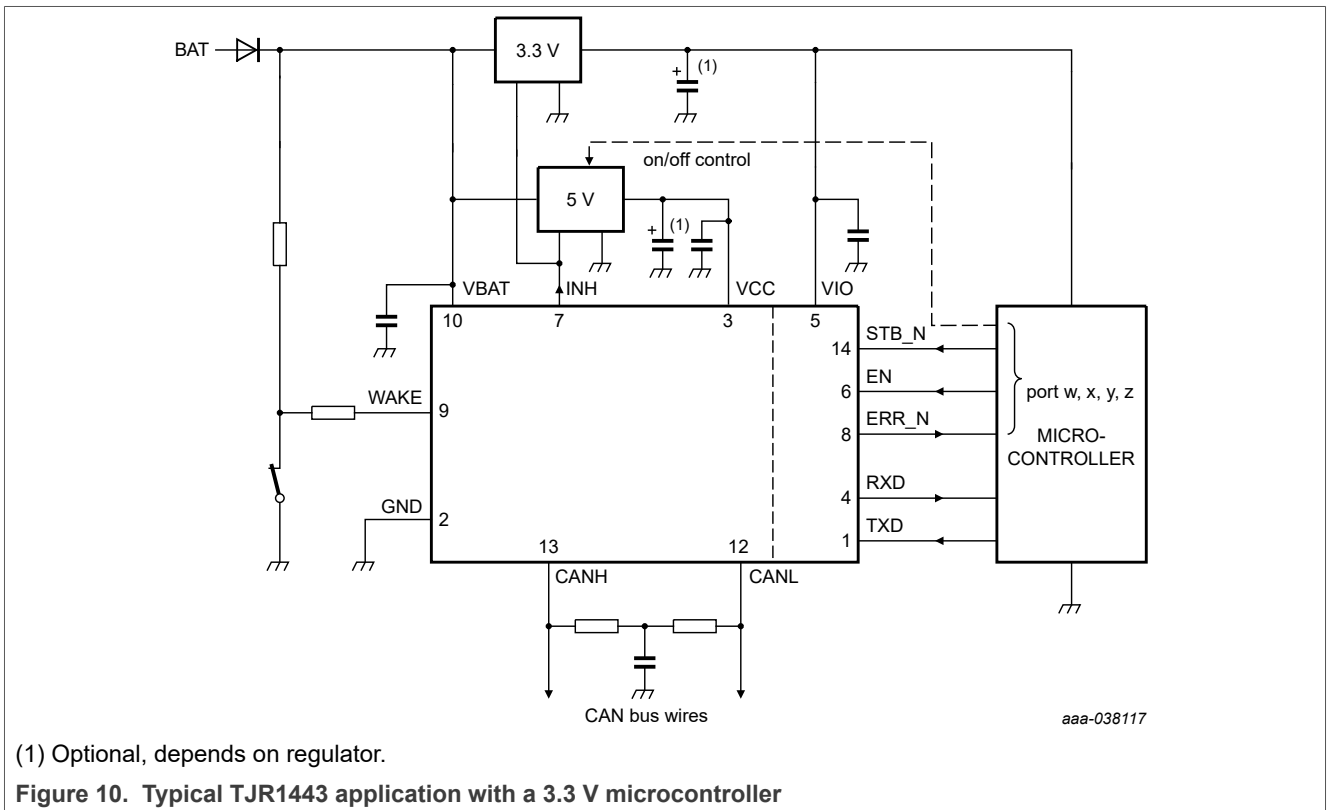 BAT
3.3 V
+ (1)
on/off control
5 V
+ (1)
VBAT
INH
VCC
VIO
10
7
3
5
14
STB_N
6
EN
port w, x, y, z
WAKE
9
8
ERR_N
MICRO-
CONTROLLER
4
RXD
GND
2
1
TXD
13
12
CANH
CANL
CAN bus wires
aaa-038117
(1) Optional, depends on regulator.
Figure 10. Typical TJR1443 application with a 3.3 V microcontroller